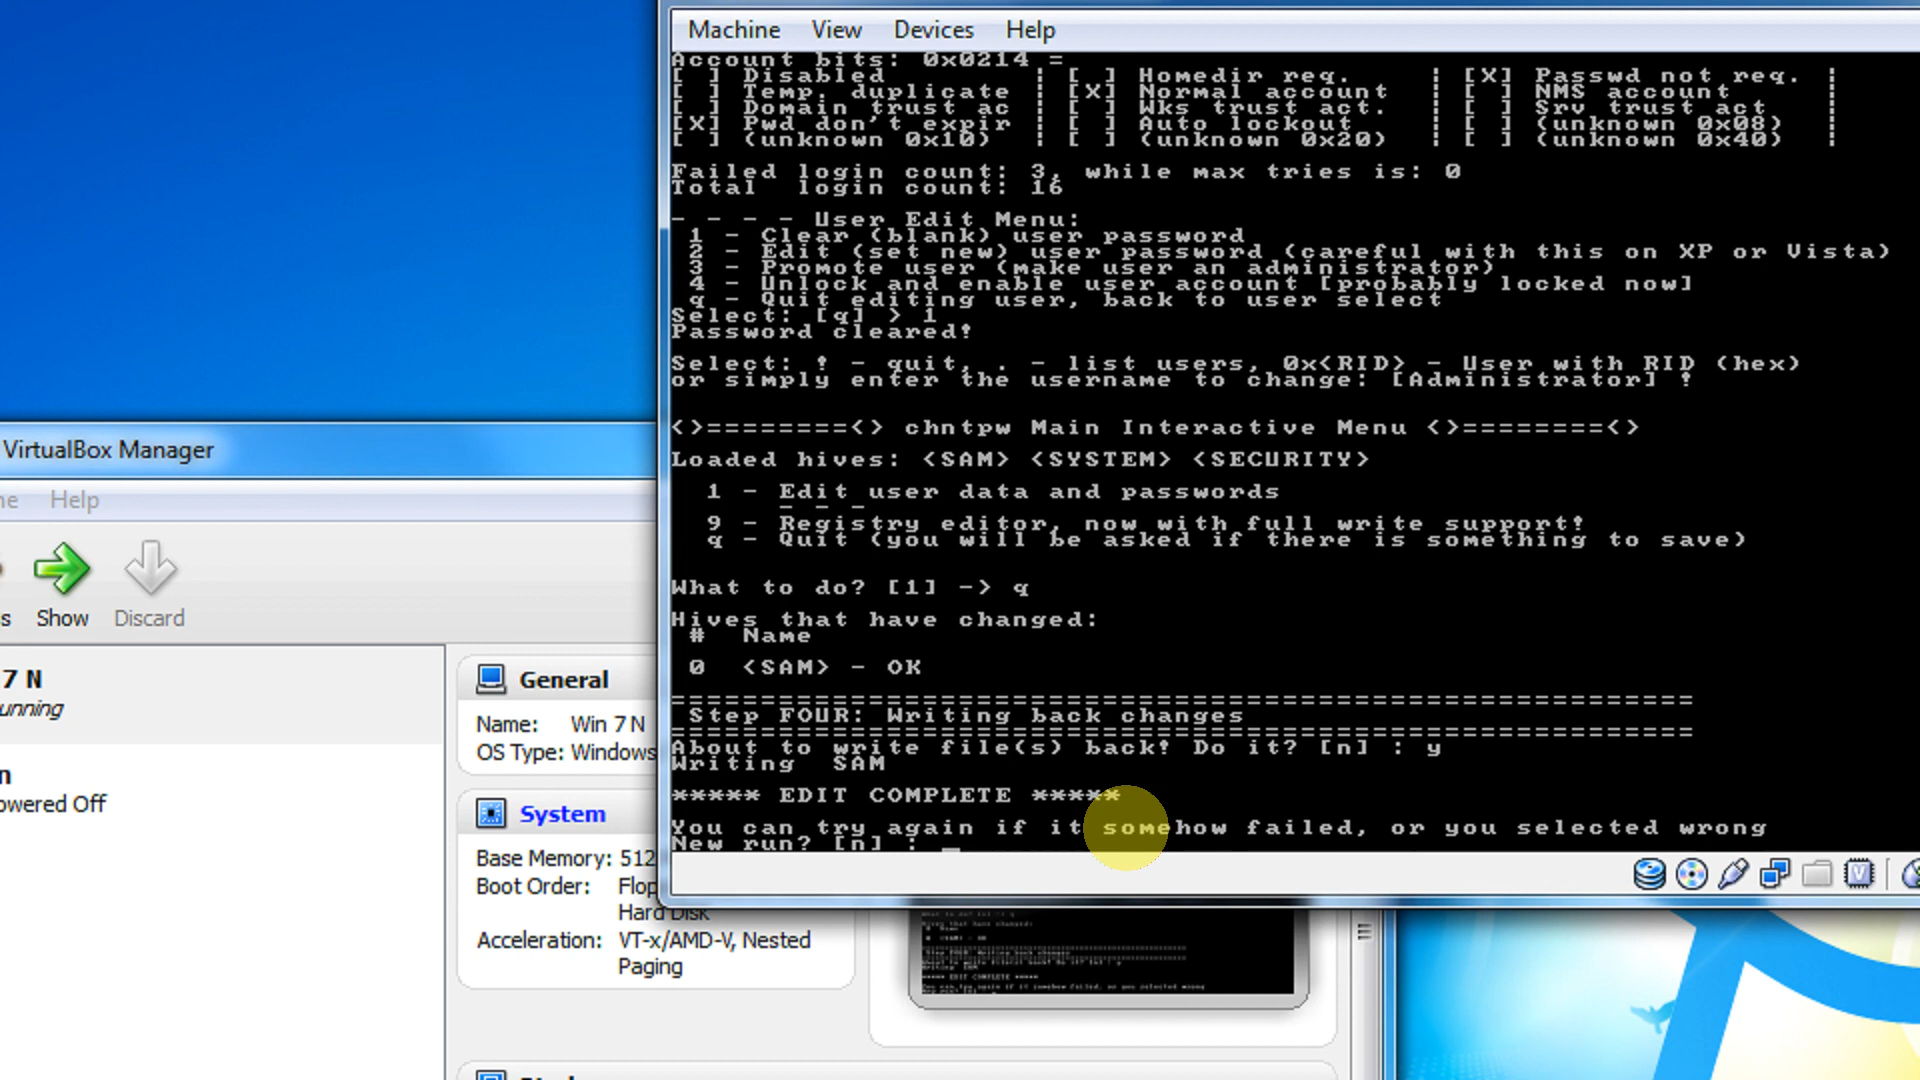 Machine View Devices Help
Account bits: 0x0214 =
[ ] Disabled | [ ] Homedir req. | [X] Passwd not req. |
[ ] Temp. duplicate | [X] Normal account | [ ] NMS account |
[ ] Domain trust ac | [ ] Wks trust act. | [ ] Srv trust act |
[X] Pwd don't expir | [ ] Auto lockout | [ ] (unknown 0x08) |
[ ] (unknown 0x10) | [ ] (unknown 0x20) | [ ] (unknown 0x40) |
Failed login count: 3, while max tries is: 0
Total login count: 16
- - - - User Edit Menu:
1 - Clear (blank) user password
2 - Edit (set new) user password (careful with this on XP or Vista)
3 - Promote user (make user an administrator)
4 - Unlock and enable user account [probably locked now]
q - Quit editing user, back to user select
Select: [q] > 1
Password cleared!
Select: ! - quit, . - list users, 0x<RID> - User with RID (hex)
or simply enter the username to change: [Administrator] !
<>========<> chntpw Main Interactive Menu <>========<>
Loaded hives: <SAM> <SYSTEM> <SECURITY>
1 - Edit user data and passwords
- - -
9 - Registry editor, now with full write support!
q - Quit (you will be asked if there is something to save)
What to do? [1] -> q
Hives that have changed:
# Name
0 <SAM> - OK
=========================================================
Step FOUR: Writing back changes
=========================================================
About to write file(s) back! Do it? [n] : y
Writing SAM
***** EDIT COMPLETE *****
You can try again if it somehow failed, or you selected wrong
New run? [n] : _
VirtualBox Manager
Help
Show Discard
7 N
unning
n
owered Off
General
Name: Win 7 N
OS Type: Windows
System
Base Memory: 512
Boot Order: Flop
Hard Disk
Acceleration: VT-x/AMD-V, Nested
Paging